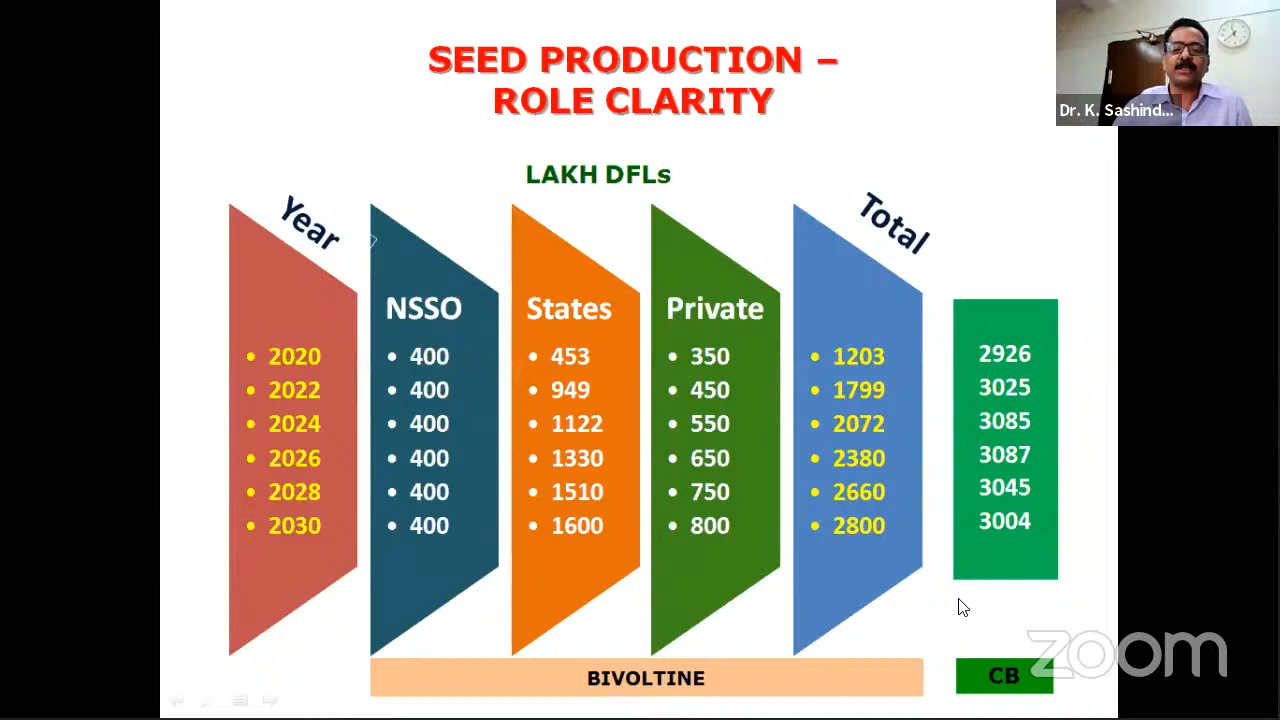 SEED PRODUCTION –
ROLE CLARITY
Dr. K. Sashind...
LAKH DFLs
Year
Total
NSSO
States
Private
• 2020 • 400 • 453 • 350 • 1203 2926
• 2022 • 400 • 949 • 450 • 1799 3025
• 2024 • 400 • 1122 • 550 • 2072 3085
• 2026 • 400 • 1330 • 650 • 2380 3087
• 2028 • 400 • 1510 • 750 • 2660 3045
• 2030 • 400 • 1600 • 800 • 2800 3004
BIVOLTINE
CB
zoom